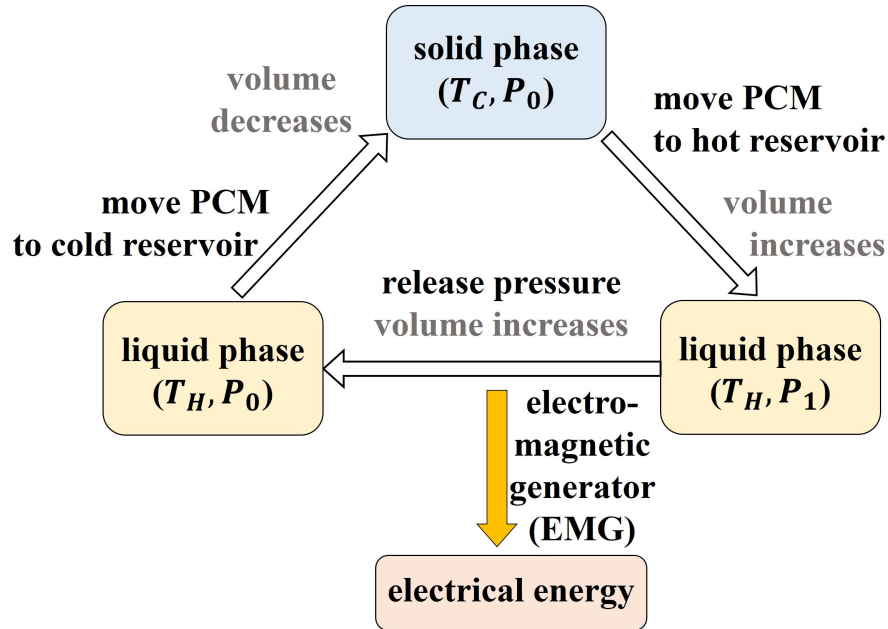 solid phase
(T_C, P_0)
volume
decreases
move PCM
to hot reservoir
move PCM
to cold reservoir
volume
increases
release pressure
volume increases
liquid phase
(T_H, P_0)
liquid phase
(T_H, P_1)
electro-
magnetic
generator
(EMG)
electrical energy